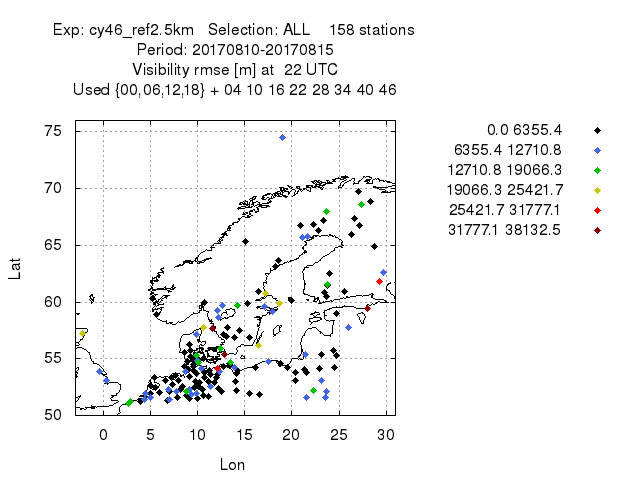 Exp: cy46_ref2.5km Selection: ALL 158 stations
Period: 20170810-20170815
Visibility rmse [m] at 22 UTC
Used {00,06,12,18} + 04 10 16 22 28 34 40 46
0.0 6355.4
6355.4 12710.8
12710.8 19066.3
19066.3 25421.7
25421.7 31777.1
31777.1 38132.5
75
70
65
60
55
50
Lat
0 5 10 15 20 25 30
Lon